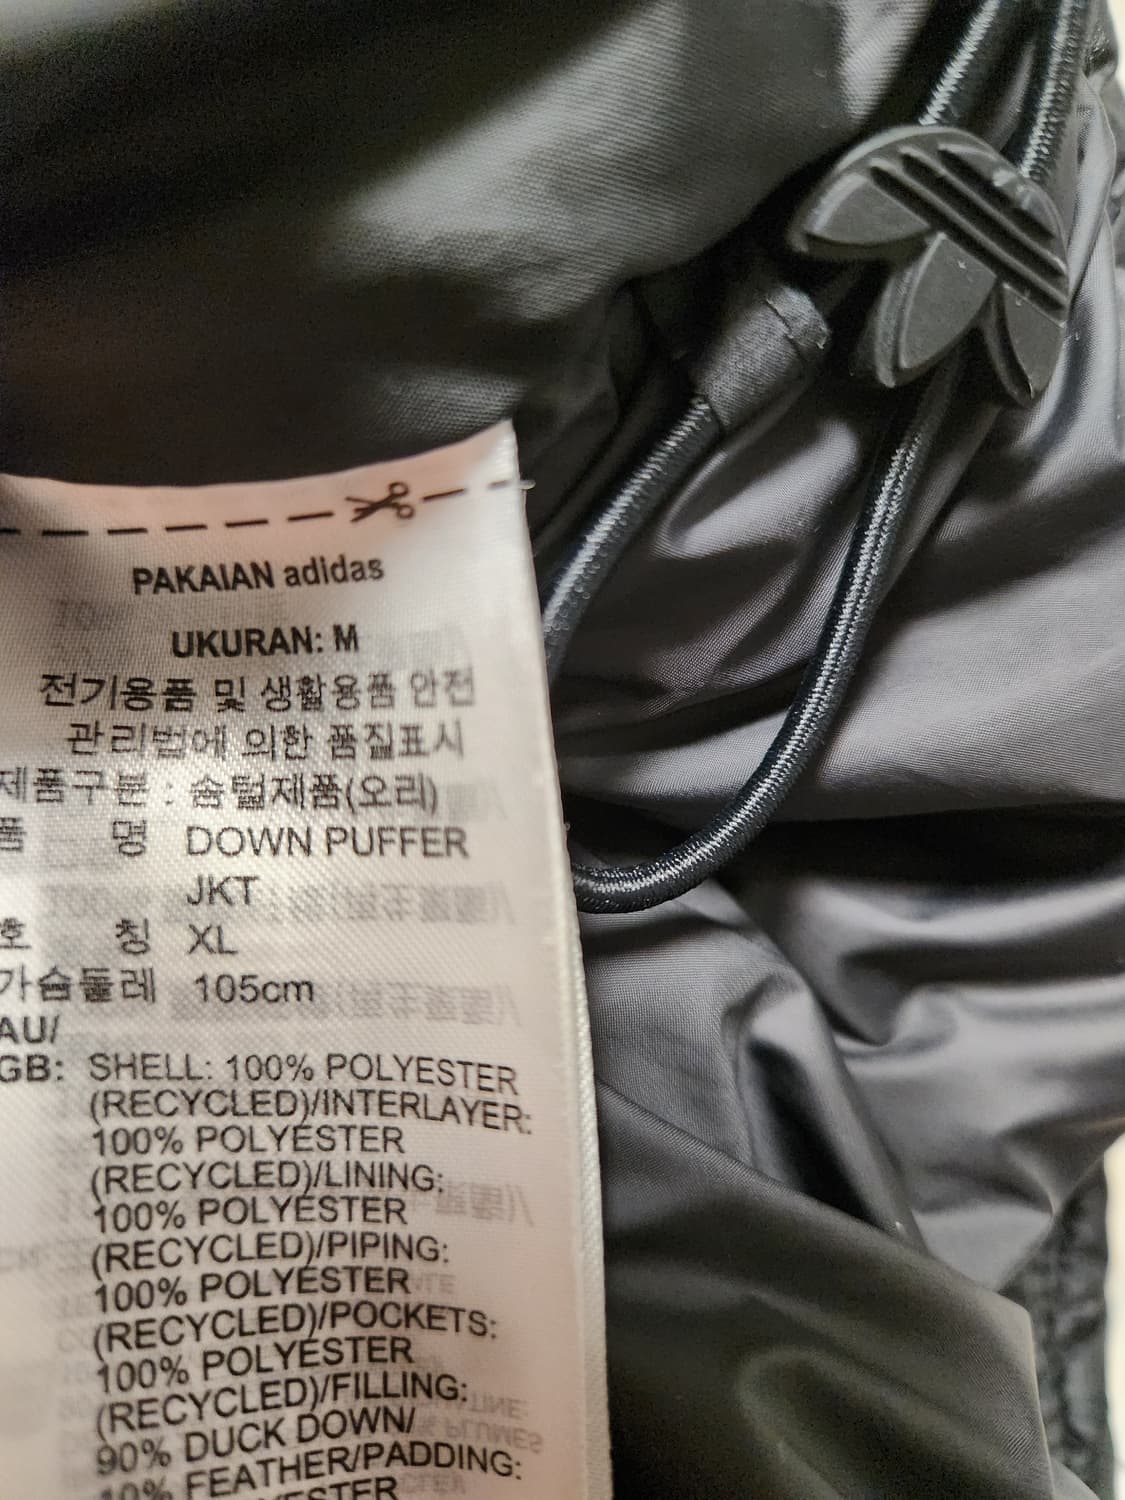 PAKAIAN adidas
UKURAN: M
전기용품 및 생활용품 안전
관리법에 의한 품질표시
제품구분 : 솜털제품(오리)
품 명 DOWN PUFFER
JKT
호 칭 XL
가슴둘레 105cm
AU/
GB: SHELL: 100% POLYESTER
(RECYCLED)/INTERLAYER:
100% POLYESTER
(RECYCLED)/LINING:
100% POLYESTER
(RECYCLED)/PIPING:
100% POLYESTER
(RECYCLED)/POCKETS:
100% POLYESTER
(RECYCLED)/FILLING:
90% DUCK DOWN/
10% FEATHER/PADDING: